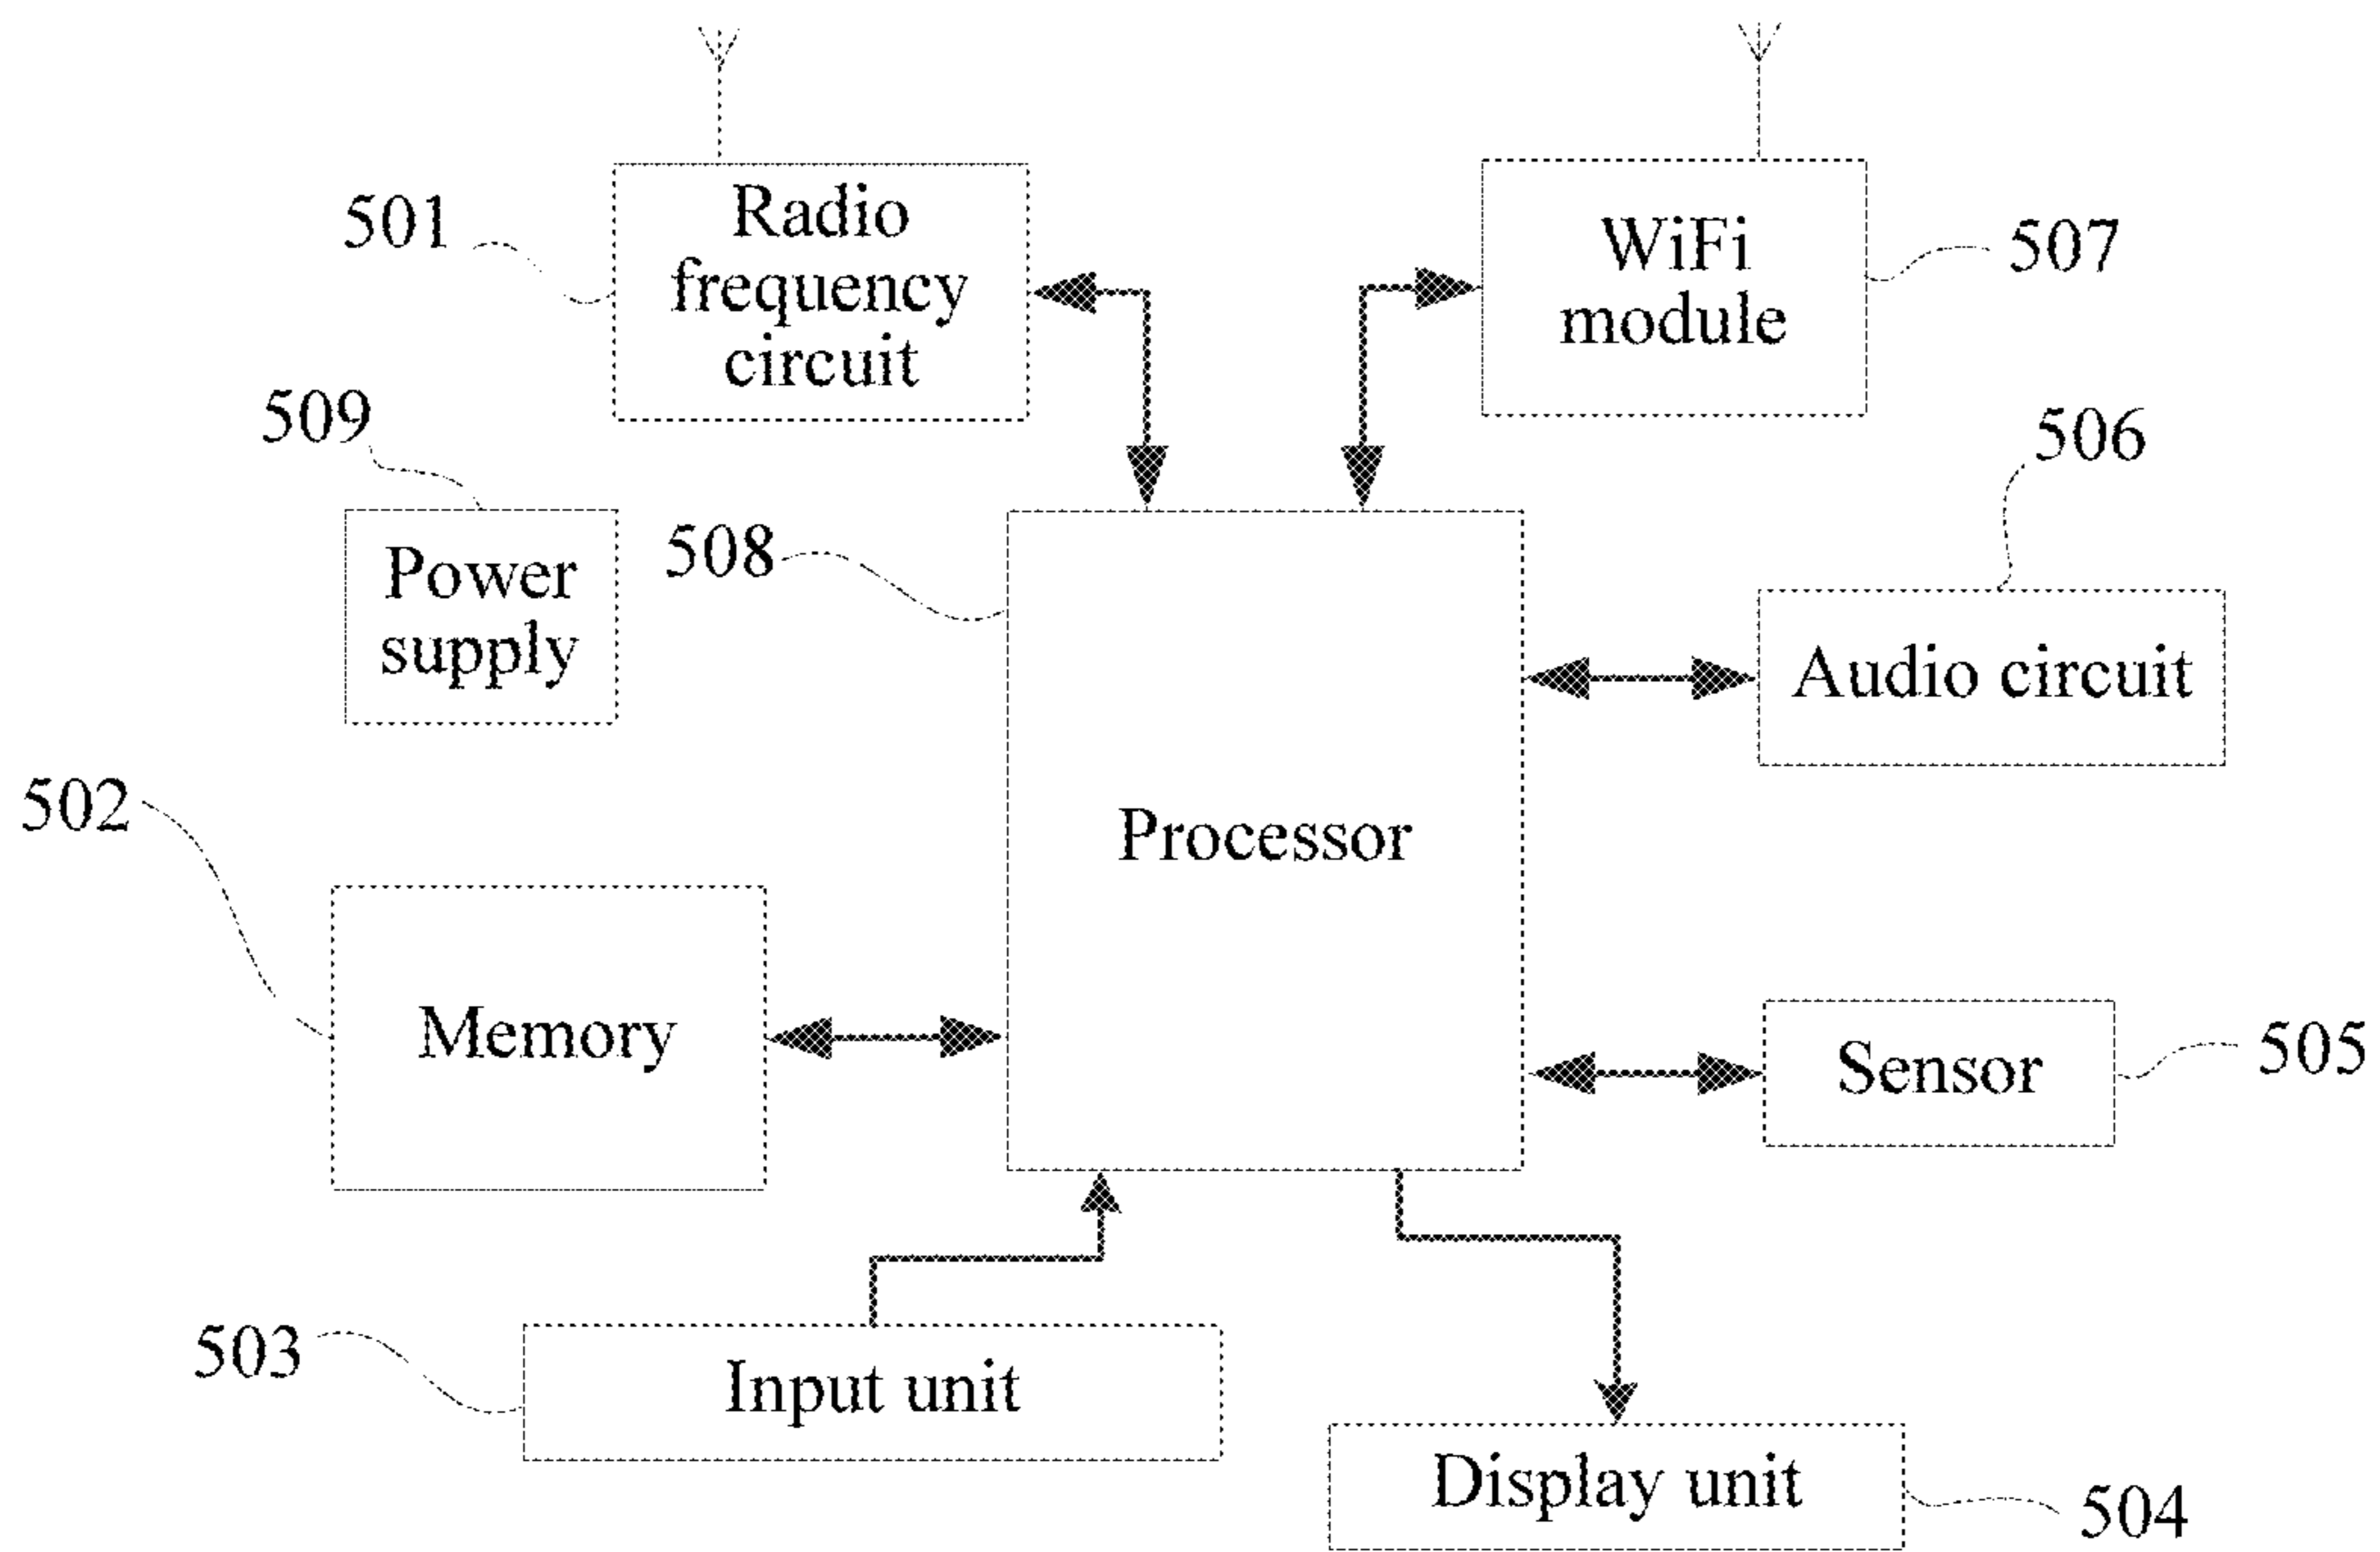 501
Radio
frequency
circuit
WiFi
module
507
509
Power
supply
508
506
Audio circuit
Processor
502
Memory
Sensor
505
503
Input unit
Display unit
504